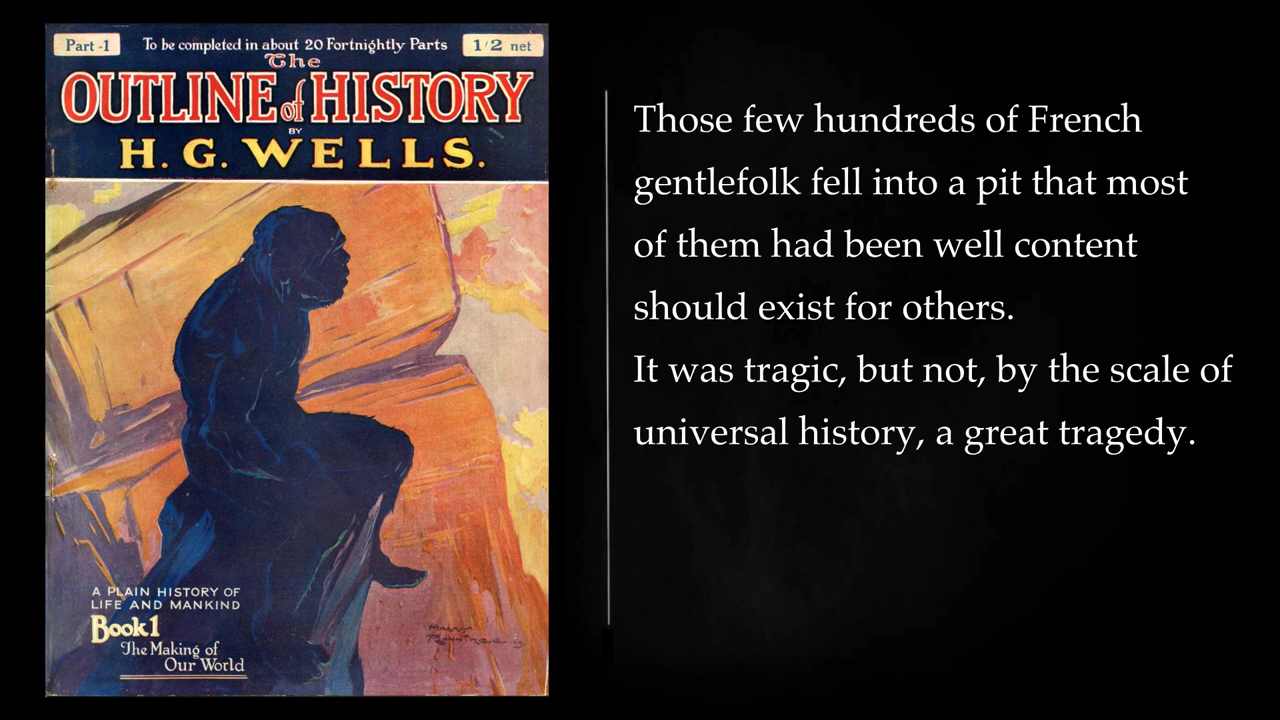 Part -1
To be completed in about 20 Fortnightly Parts
1/2 net
The
OUTLINE of HISTORY
BY
H. G. WELLS.
A PLAIN HISTORY OF
LIFE AND MANKIND
Book 1
The Making of
Our World
Those few hundreds of French
gentlefolk fell into a pit that most
of them had been well content
should exist for others.
It was tragic, but not, by the scale of
universal history, a great tragedy.